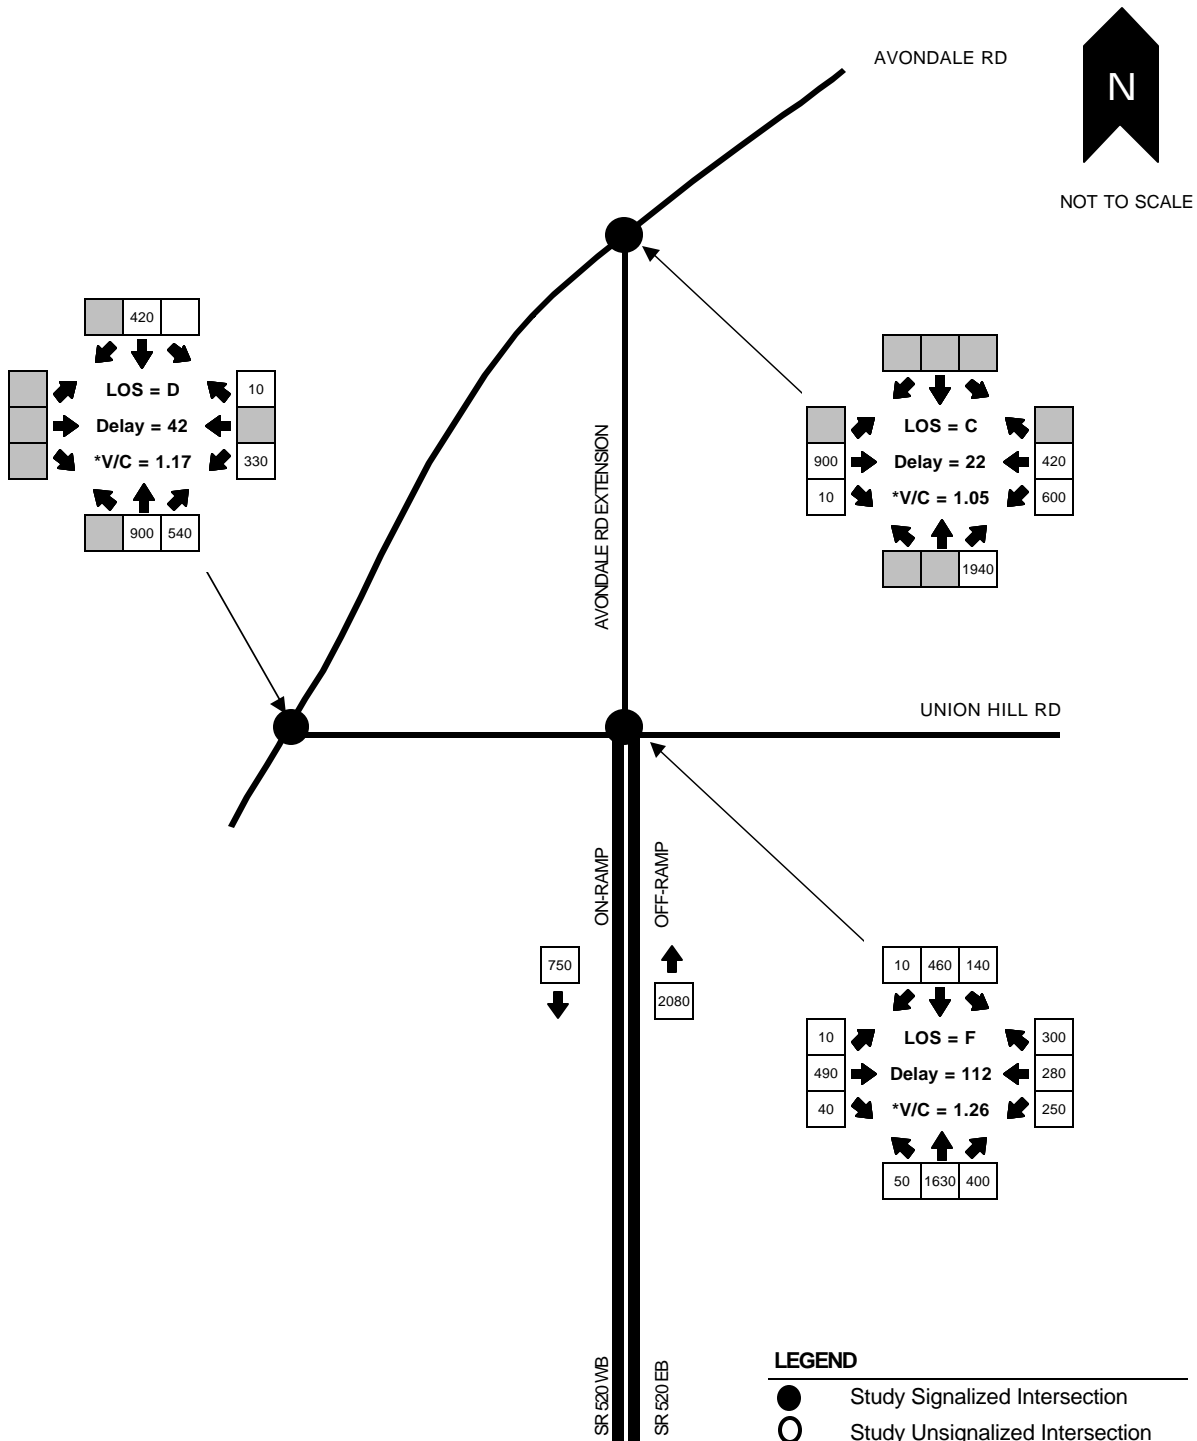 AVONDALE RD
N
NOT TO SCALE
420
LOS = D
10
Delay = 42
*V/C = 1.17
330
900 540
LOS = C
900
Delay = 22
420
10
*V/C = 1.05
600
1940
AVONDALE RD EXTENSION
UNION HILL RD
ON-RAMP
OFF-RAMP
750
2080
10 460 140
10
LOS = F
300
490
Delay = 112
280
40
*V/C = 1.26
250
50 1630 400
SR 520 WB
SR 520 EB
LEGEND
Study Signalized Intersection
Study Unsignalized Intersection